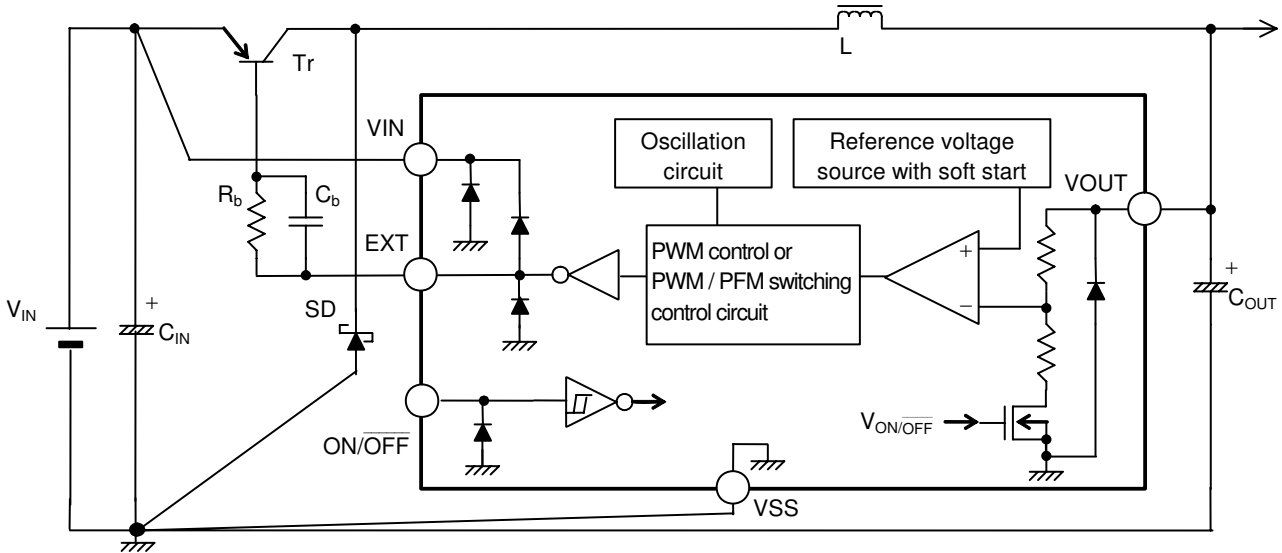 L
Tr
VIN
Oscillation
circuit
Reference voltage
source with soft start
VOUT
Rb
Cb
EXT
PWM control or
PWM / PFM switching
control circuit
+
−
+
COUT
VIN
+
CIN
SD
ON/OFF
VON/OFF
VSS